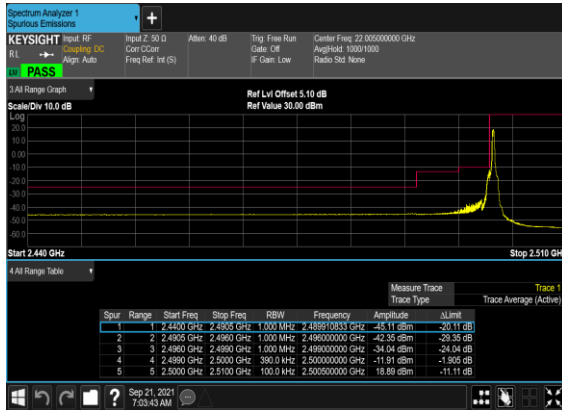 Spectrum Analyzer 1
Spurious Emissions
+
KEYSIGHT Input: RF Input Z: 50 Ω Atten: 40 dB Trig: Free Run Center Freq: 22.005000000 GHz
RL Coupling: DC Corr CCorr Gate: Off Avg|Hold: 1000/1000
Align: Auto Freq Ref: Int (S) IF Gain: Low Radio Std: None
PASS
3 All Range Graph
Ref Lvl Offset 5.10 dB
Scale/Div 10.0 dB Ref Value 30.00 dBm
Log
20.0
10.0
0.00
-10.0
-20.0
-30.0
-40.0
-50.0
-60.0
Start 2.440 GHz Stop 2.510 GH
4 All Range Table
Measure Trace Trace 1
Trace Type Trace Average (Active)
Spur Range Start Freq Stop Freq RBW Frequency Amplitude ΔLimit
1 1 2.4400 GHz 2.4905 GHz 1.000 MHz 2.489910833 GHz -45.11 dBm -20.11 dB
2 2 2.4905 GHz 2.4960 GHz 1.000 MHz 2.496000000 GHz -42.35 dBm -29.35 dB
3 3 2.4960 GHz 2.4990 GHz 1.000 MHz 2.499000000 GHz -34.04 dBm -24.04 dB
4 4 2.4990 GHz 2.5000 GHz 390.0 kHz 2.500000000 GHz -11.91 dBm -1.905 dB
5 5 2.5000 GHz 2.5100 GHz 100.0 kHz 2.500500000 GHz 18.89 dBm -11.11 dB
? Sep 21, 2021
7:03:43 AM